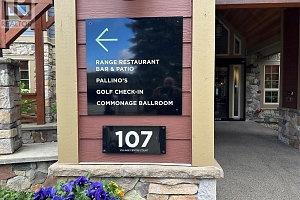 RANGE RESTAURANT
BAR & PATIO
PALLINO'S
GOLF CHECK-IN
COMMONAGE BALLROOM
107